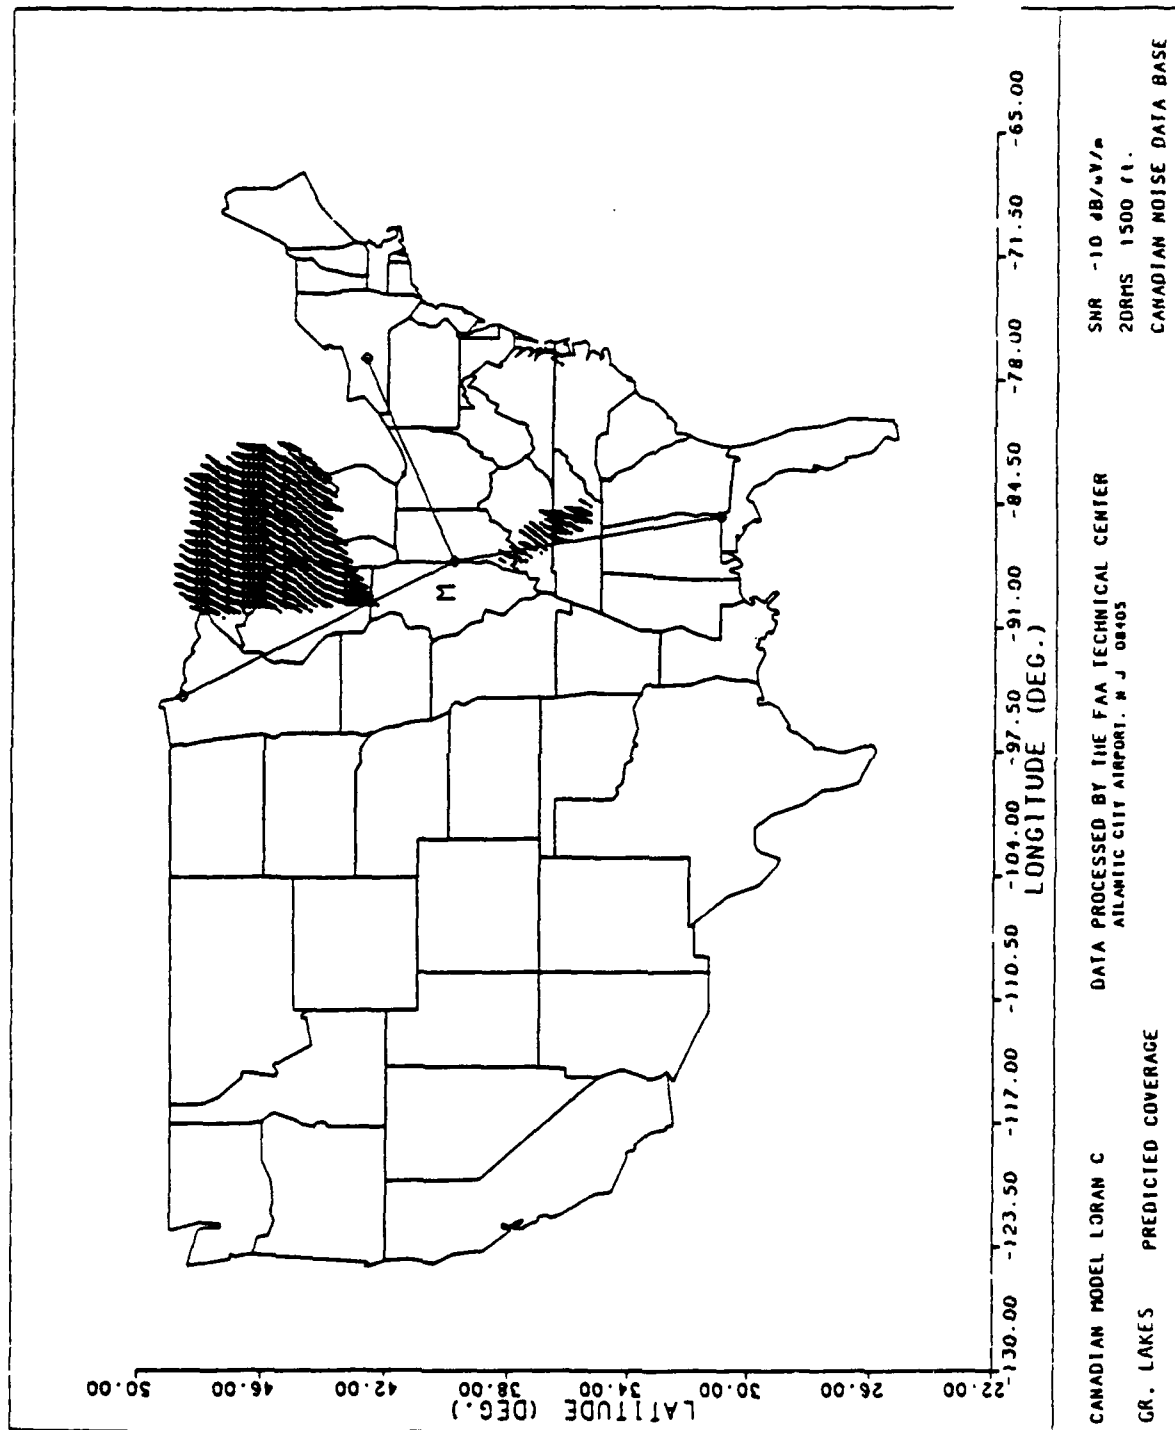 50.00
46.00
42.00
38.00
34.00
30.00
26.00
22.00
LATITUDE (DEG.)
M
-130.00
-123.50
-117.00
-110.50
-104.00
-97.50
-91.00
-84.50
-78.00
-71.50
-65.00
LONGITUDE (DEG.)
CANADIAN MODEL LORAN C
GR. LAKES PREDICTED COVERAGE
DATA PROCESSED BY THE FAA TECHNICAL CENTER
ATLANTIC CITY AIRPORT, N J 08405
SNR -10 dB/uV/m
2DRMS 1500 ft.
CANADIAN NOISE DATA BASE